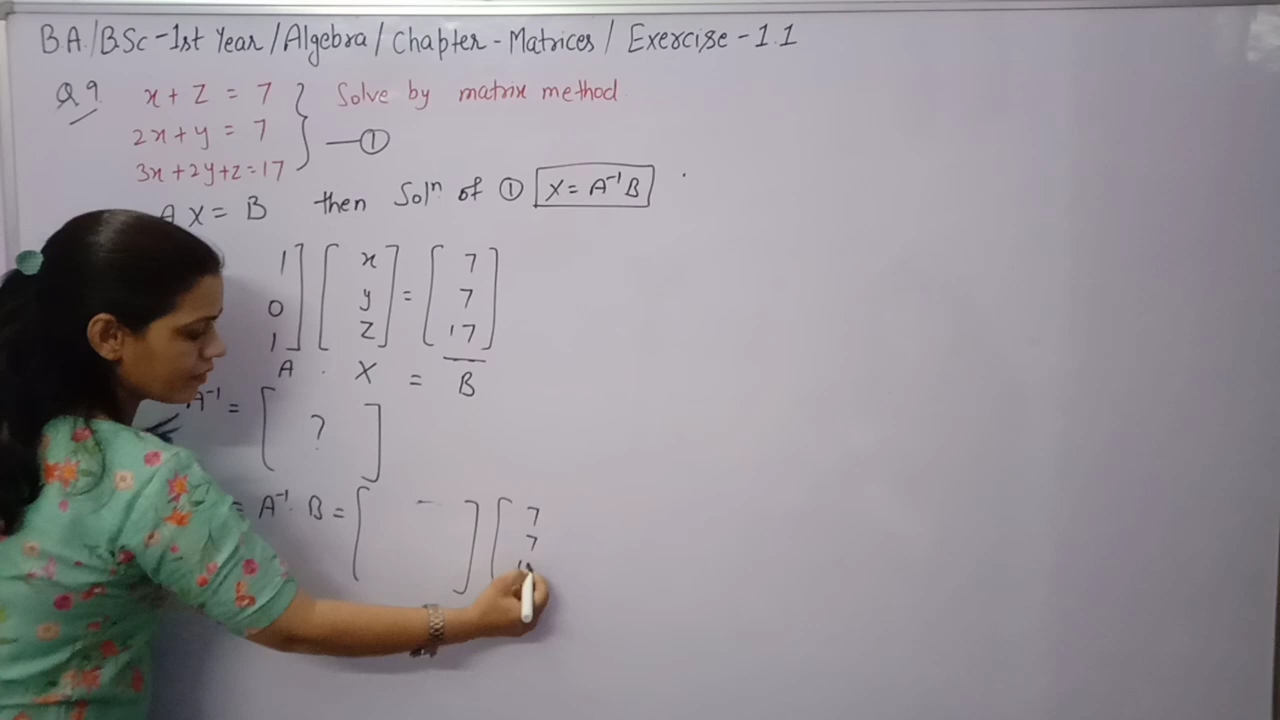 BA./BSc-1st Year/Algebra/Chapter-Matrices/Exercise-1.1
Q 9. x + z = 7 } Solve by matrix method
2x + y = 7 — ①
3x + 2y + z = 17
A X = B then Solⁿ of ① X = A⁻¹B
1 ] [ x ] = [ 7 ]
0 y 7
1 z 17
A . X = B
A⁻¹ = [ ? ]
= A⁻¹. B = [ – ] [ 7
7